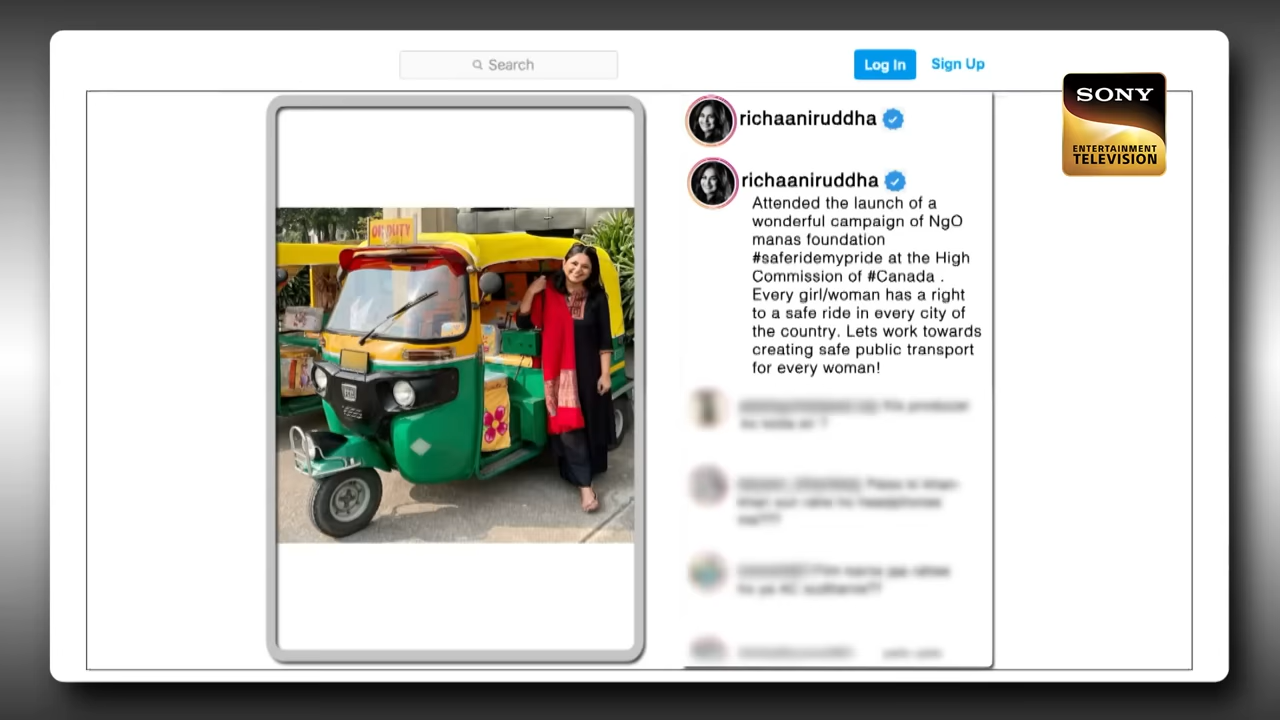 Search
Log In
Sign Up
SONY
ENTERTAINMENT
TELEVISION
richaaniruddha
richaaniruddha
Attended the launch of a
wonderful campaign of NgO
manas foundation
#saferidemypride at the High
Commission of #Canada .
Every girl/woman has a right
to a safe ride in every city of
the country. Lets work towards
creating safe public transport
for every woman!
ON DUTY